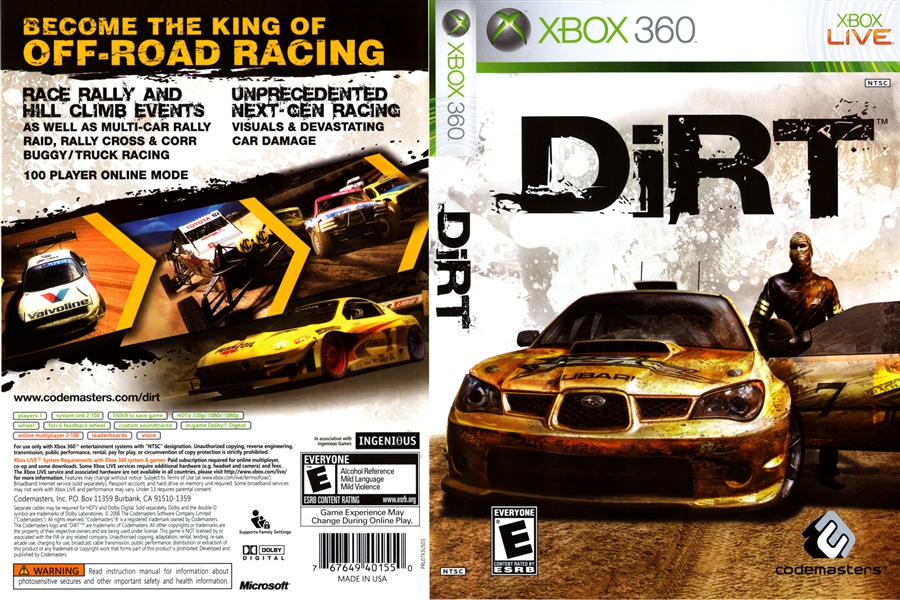 BECOME THE KING OF
OFF-ROAD RACING
RACE RALLY AND
HILL CLIMB EVENTS
AS WELL AS MULTI-CAR RALLY
RAID, RALLY CROSS & CORR
BUGGY/TRUCK RACING
100 PLAYER ONLINE MODE
UNPRECEDENTED
NEXT-GEN RACING
VISUALS & DEVASTATING
CAR DAMAGE
Valvoline
TOYOTA
KC KC
PENNZOIL
www.codemasters.com/dirt
players 1
system link 2-100
550KB to save game
HDTV 720p/1080i/1080p
wheel
force feedback wheel
custom soundtracks
in-game Dolby® Digital
online multiplayer 2-100
leaderboards
voice
For use only with Xbox 360™ entertainment systems with "NTSC" designation. Unauthorized copying, reverse engineering,
transmission, public performance, rental, pay for play, or circumvention of copy protection is strictly prohibited.
Xbox LIVE® System Requirements with Xbox 360 system & games: Paid subscription required for online multiplayer,
co-op and some downloads. Some Xbox LIVE services require additional hardware (e.g. headset and camera) and fees.
The Xbox LIVE service and associated hardware are not available in all countries, please visit http://www.xbox.com/live/
for more information. Features may change without notice. Subject to Terms of Use at (www.xbox.com/live/termsofuse/).
Broadband Internet service (sold separately), Passport account, and hard drive or memory unit required. Some broadband services
may not work with Xbox LIVE and performance may vary. Under 13 requires parental consent.
Codemasters, Inc. P.O. Box 11359 Burbank, CA 91510-1359
Separate cables may be required for HDTV and Dolby Digital. Sold separately. Dolby and the double-D
symbol are trademarks of Dolby Laboratories. © 2006 The Codemasters Software Company Limited
("Codemasters"). All rights reserved. "Codemasters"® is a registered trademark owned by Codemasters.
The Codemasters logo and "DiRT"™ are trademarks of Codemasters. All other copyrights or trademarks are
the property of their respective owners and are being used under license. This game is NOT licensed by or
associated with the FIA or any related company. Unauthorised copying, adaptation, rental, lending, re-sale,
arcade use, charging for use, broadcast, cable transmission, public performance, distribution or extraction of
this product or any trademark or copyright work that forms part of this product is prohibited. Developed and
published by Codemasters.
WARNING Read instruction manual for information about
photosensitive seizures and other important safety and health information.
Supports Family Settings
DOLBY
DIGITAL
Microsoft®
In association with
Ingenious Games
INGENIOUS
EVERYONE
E
Alcohol Reference
Mild Language
Mild Violence
ESRB CONTENT RATING
www.esrb.org
Game Experience May
Change During Online Play.
7 67649 40155 0
MADE IN USA
XBOX 360
DiRT
NTSC
XBOX 360™
XBOX
LIVE
NTSC
DiRT™
SUBARU
7
EVERYONE
E
CONTENT RATED BY
ESRB
codemasters™